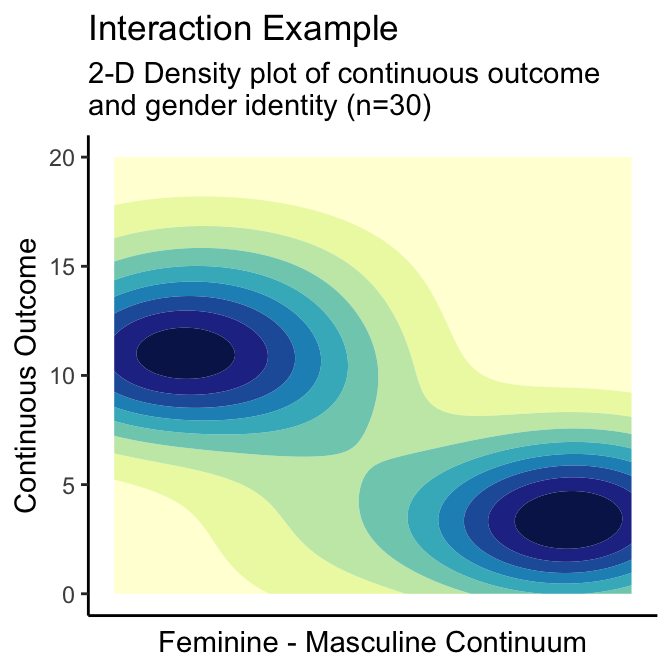 Interaction Example
2-D Density plot of continuous outcome
and gender identity (n=30)
20
15
10
5
0
Continuous Outcome
Feminine - Masculine Continuum